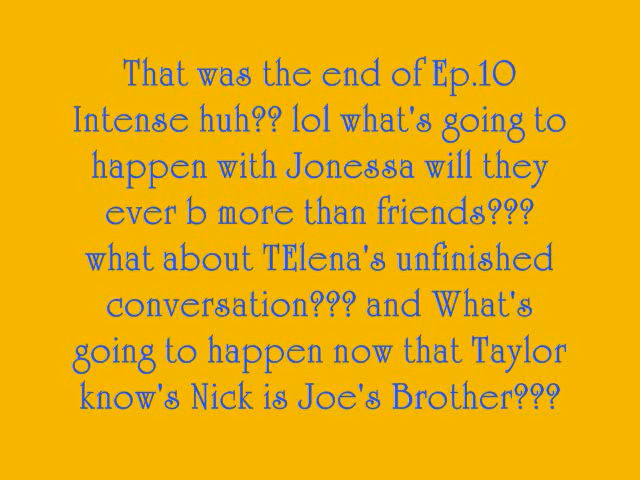 That was the end of Ep.10
Intense huh?? lol what's going to
happen with Jonessa will they
ever b more than friends???
what about TElena's unfinished
conversation??? and What's
going to happen now that Taylor
know's Nick is Joe's Brother???